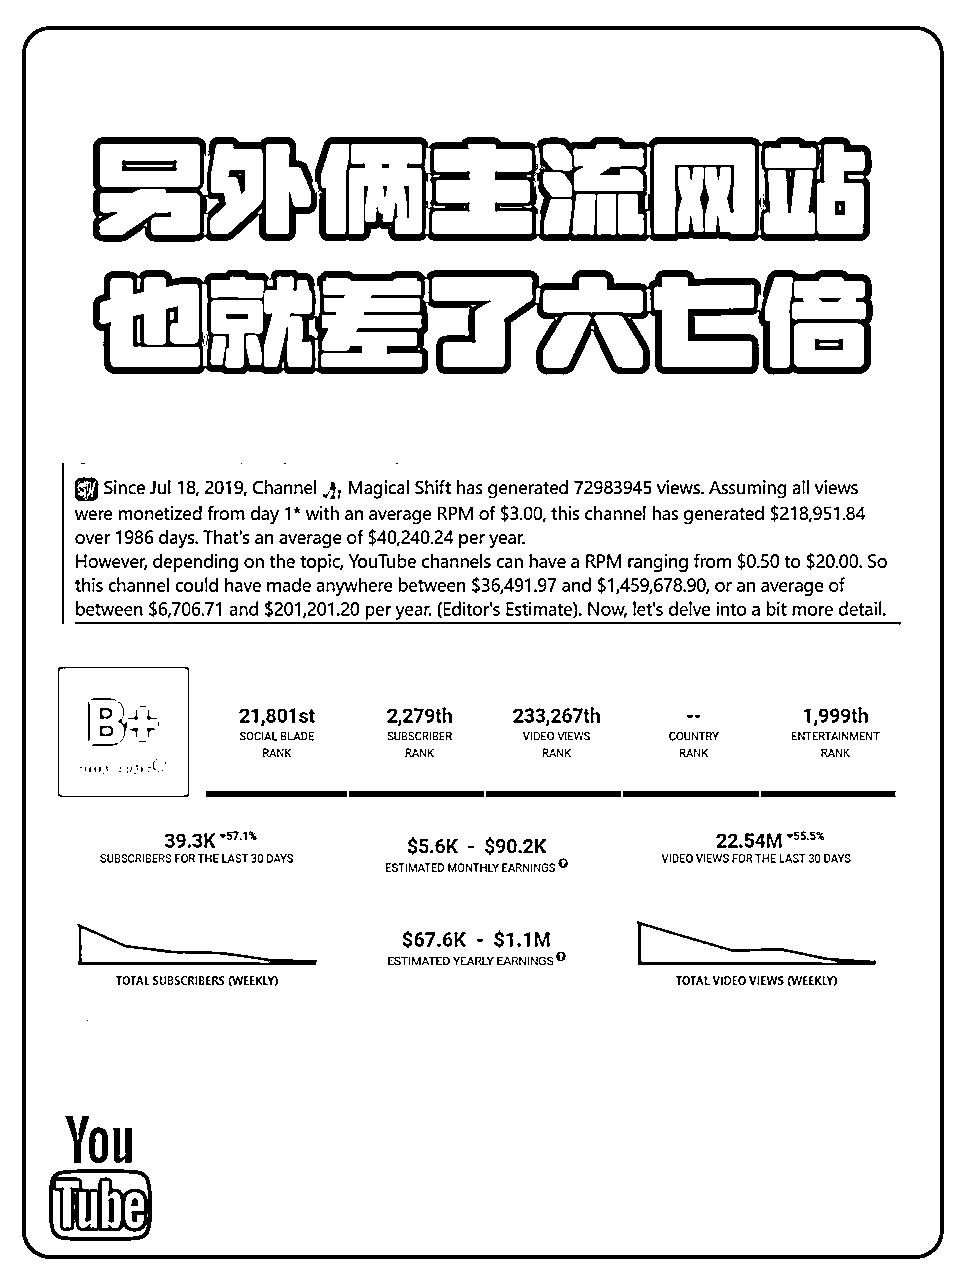 另外俩主流网站
也就差了六七倍
Since Jul 18, 2019, Channel Magical Shift has generated 72983945 views. Assuming all views
were monetized from day 1* with an average RPM of $3.00, this channel has generated $218,951.84
over 1986 days. That's an average of $40,240.24 per year.
However, depending on the topic, YouTube channels can have a RPM ranging from $0.50 to $20.00. So
this channel could have made anywhere between $36,491.97 and $1,459,678.90, or an average of
between $6,706.71 and $201,201.20 per year. (Editor's Estimate). Now, let's delve into a bit more detail.
B+
21,801st
SOCIAL BLADE
RANK
2,279th
SUBSCRIBER
RANK
233,267th
VIDEO VIEWS
RANK
--
COUNTRY
RANK
1,999th
ENTERTAINMENT
RANK
39.3K 57.1%
SUBSCRIBERS FOR THE LAST 30 DAYS
$5.6K - $90.2K
ESTIMATED MONTHLY EARNINGS
22.54M 55.5%
VIDEO VIEWS FOR THE LAST 30 DAYS
$67.6K - $1.1M
ESTIMATED YEARLY EARNINGS
TOTAL SUBSCRIBERS (WEEKLY)
TOTAL VIDEO VIEWS (WEEKLY)
You
Tube